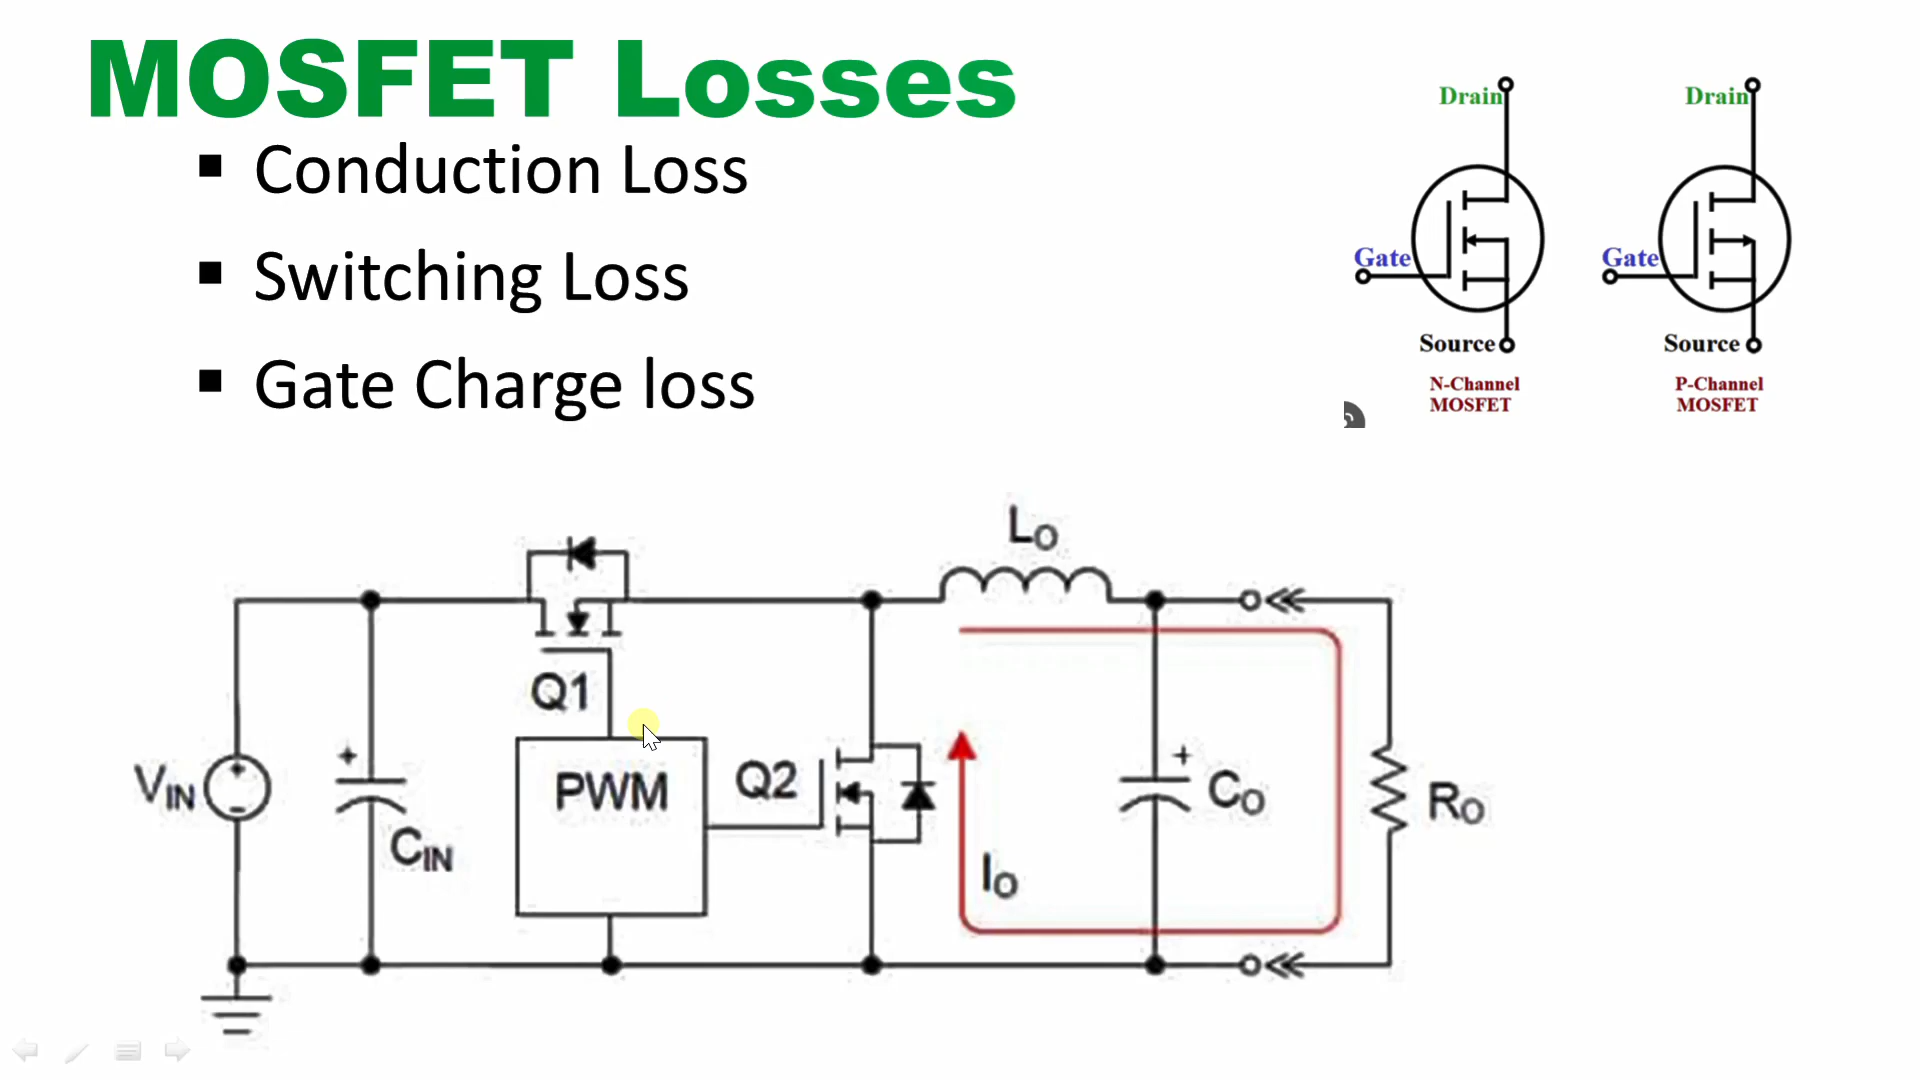 MOSFET Losses
Conduction Loss
Switching Loss
Gate Charge loss
Drain
Drain
Gate
Gate
Source
Source
N-Channel
MOSFET
P-Channel
MOSFET
LO
Q1
VIN
CIN
PWM
Q2
IO
CO
RO